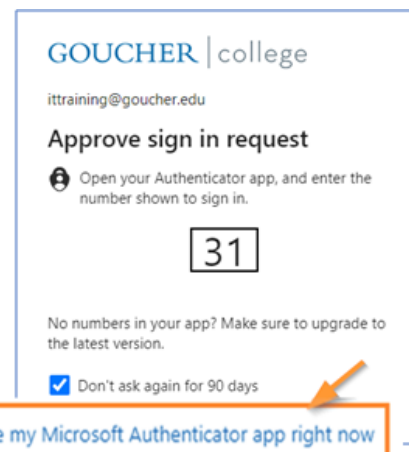 GOUCHER | college
ittraining@goucher.edu
Approve sign in request
Open your Authenticator app, and enter the
number shown to sign in.
31
No numbers in your app? Make sure to upgrade to
the latest version.
Don't ask again for 90 days
e my Microsoft Authenticator app right now